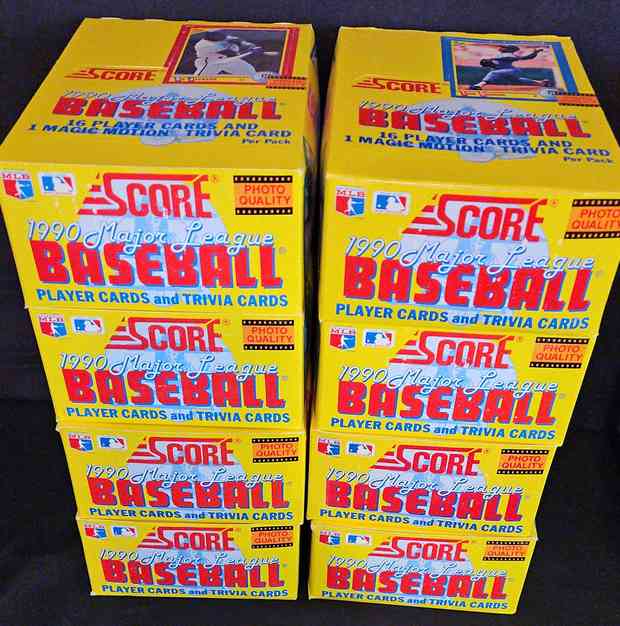 SCORE
1990 Major League
BASEBALL
16 PLAYER CARDS AND
1 MAGIC MOTION TRIVIA CARD
Per Pack
SCORE
1990 Major League
BASEBALL
16 PLAYER CARDS AND
1 MAGIC MOTION TRIVIA CARD
Per Pack
MLB
SCORE®
PHOTO
QUALITY
1990 Major League
BASEBALL
PLAYER CARDS and TRIVIA CARDS
MLB
SCORE®
PHOTO
QUALITY
1990 Major League
BASEBALL
PLAYER CARDS and TRIVIA CARDS
MLB
SCORE
PHOTO
QUALITY
1990 Major League
BASEBALL
PLAYER CARDS and TRIVIA CARDS
MLB
SCORE
PHOTO
QUALITY
1990 Major League
BASEBALL
PLAYER CARDS and TRIVIA CARDS
MLB
SCORE
PHOTO
QUALITY
1990 Major League
BASEBALL
PLAYER CARDS and TRIVIA CARDS
MLB
SCORE
PHOTO
QUALITY
1990 Major League
BASEBALL
PLAYER CARDS and TRIVIA CARDS
MLB
SCORE
PHOTO
QUALITY
1990 Major League
BASEBALL
PLAYER CARDS and TRIVIA CARDS
MLB
SCORE
PHOTO
QUALITY
1990 Major League
BASEBALL
PLAYER CARDS and TRIVIA CARDS